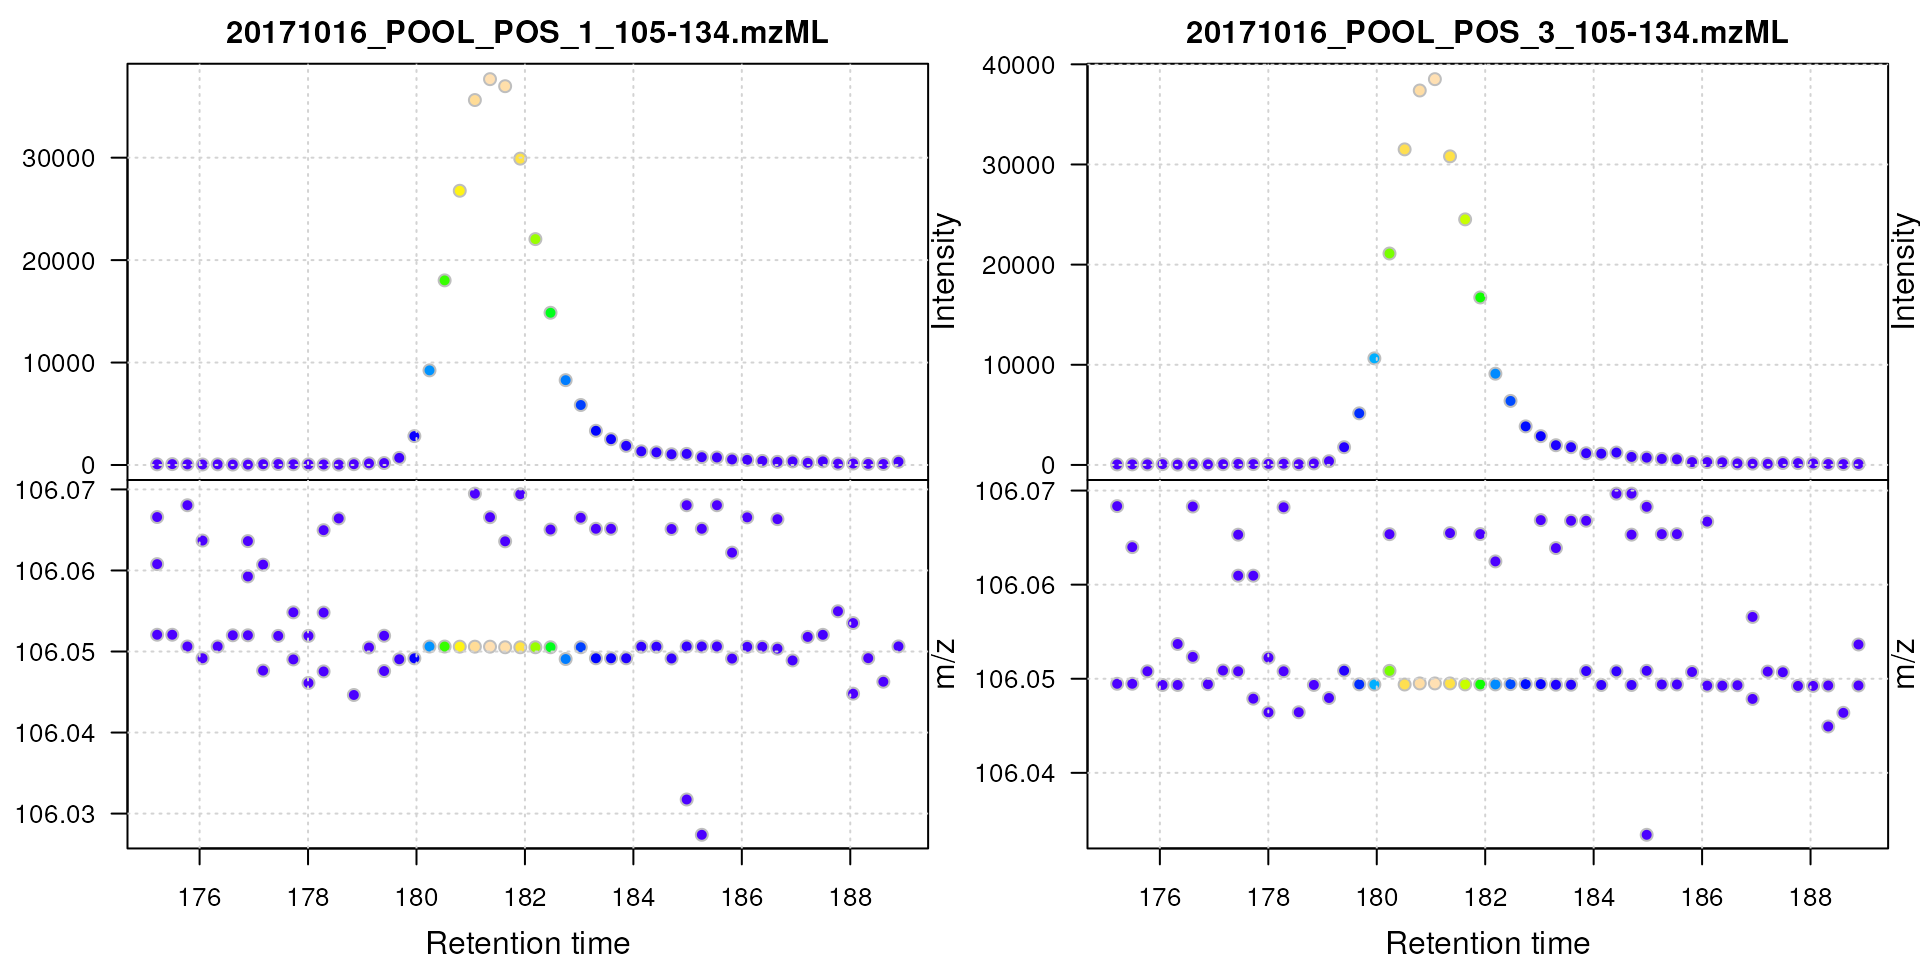 20171016_POOL_POS_1_105-134.mzML
30000
20000
10000
0
Intensity
106.07
106.06
106.05
106.04
106.03
m/z
176 178 180 182 184 186 188
Retention time
20171016_POOL_POS_3_105-134.mzML
40000
30000
20000
10000
0
Intensity
106.07
106.06
106.05
106.04
m/z
176 178 180 182 184 186 188
Retention time